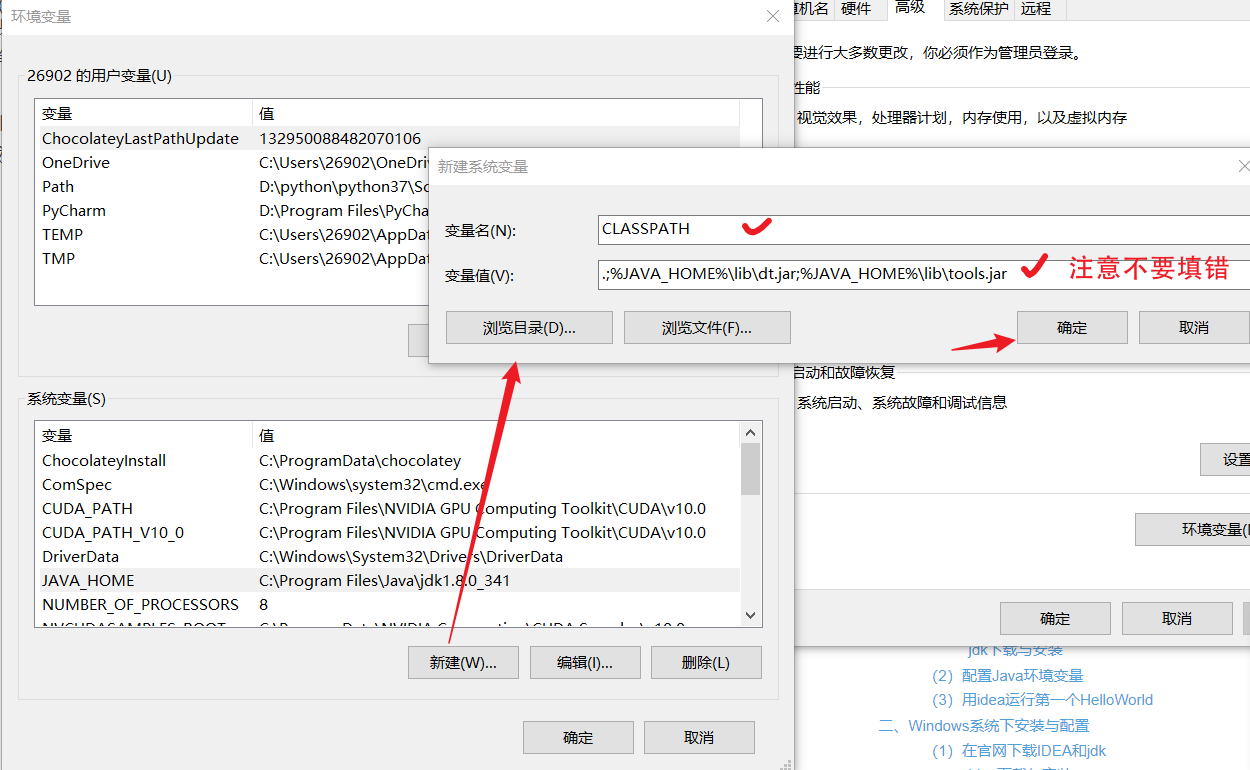 环境变量
26902 的用户变量(U)
变量 值
ChocolateyLastPathUpdate 132950088482070106
OneDrive C:\Users\26902\OneDri
Path D:\python\python37\Sc
PyCharm D:\Program Files\PyCha
TEMP C:\Users\26902\AppDat
TMP C:\Users\26902\AppDat
系统变量(S)
变量 值
ChocolateyInstall C:\ProgramData\chocolatey
ComSpec C:\Windows\system32\cmd.exe
CUDA_PATH C:\Program Files\NVIDIA GPU Computing Toolkit\CUDA\v10.0
CUDA_PATH_V10_0 C:\Program Files\NVIDIA GPU Computing Toolkit\CUDA\v10.0
DriverData C:\Windows\System32\Drivers\DriverData
JAVA_HOME C:\Program Files\Java\jdk1.8.0_341
NUMBER_OF_PROCESSORS 8
新建(W)... 编辑(I)... 删除(L)
确定 取消
新建系统变量
变量名(N): CLASSPATH
变量值(V): .;%JAVA_HOME%\lib\dt.jar;%JAVA_HOME%\lib\tools.jar 注意不要填错
浏览目录(D)... 浏览文件(F)... 确定 取消
机名 硬件 高级 系统保护 远程
要进行大多数更改，你必须作为管理员登录。
性能
视觉效果，处理器计划，内存使用，以及虚拟内存
启动和故障恢复
系统启动、系统故障和调试信息
设置
环境变量(
确定 取消
jdk下载与安装
（2）配置Java环境变量
（3）用idea运行第一个HelloWorld
二、Windows系统下安装与配置
（1）在官网下载IDEA和jdk